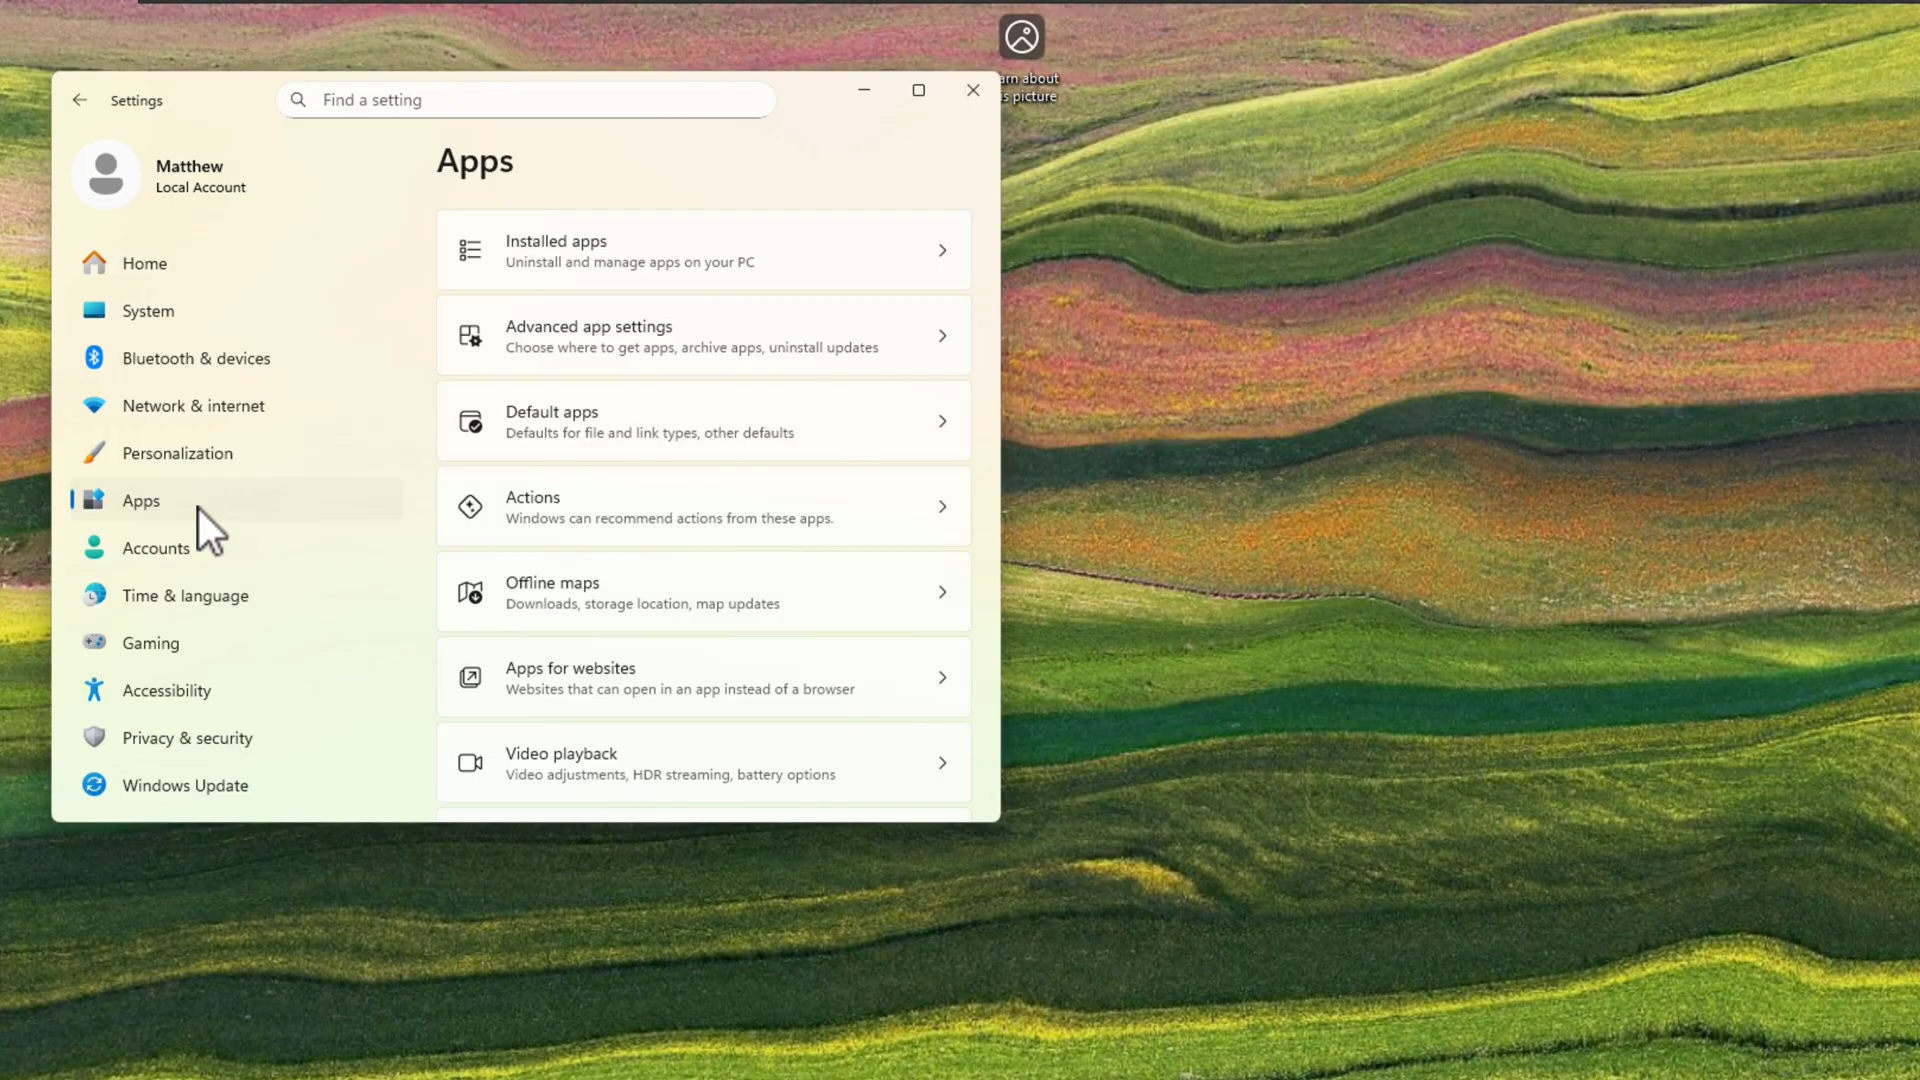 Settings
Find a setting
arn about
s picture
Matthew
Local Account
Home
System
Bluetooth & devices
Network & internet
Personalization
Apps
Accounts
Time & language
Gaming
Accessibility
Privacy & security
Windows Update
Apps
Installed apps
Uninstall and manage apps on your PC
Advanced app settings
Choose where to get apps, archive apps, uninstall updates
Default apps
Defaults for file and link types, other defaults
Actions
Windows can recommend actions from these apps.
Offline maps
Downloads, storage location, map updates
Apps for websites
Websites that can open in an app instead of a browser
Video playback
Video adjustments, HDR streaming, battery options